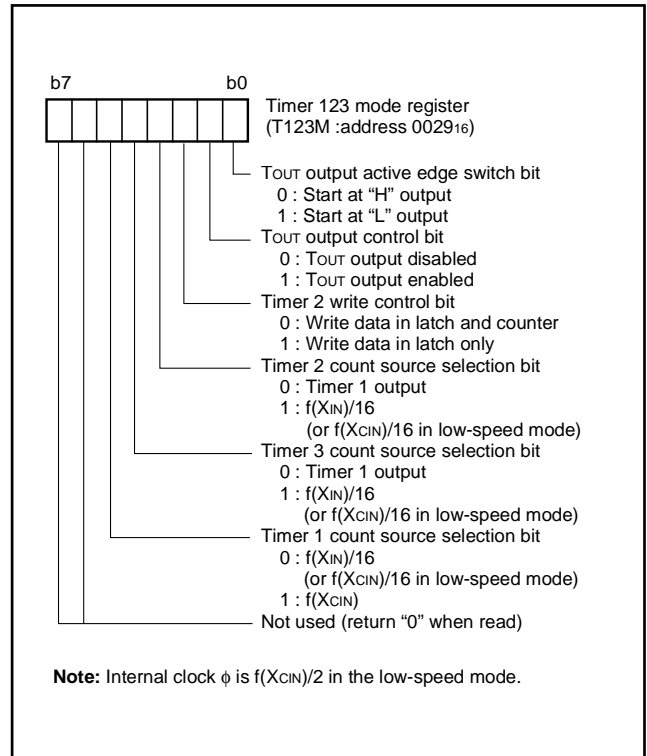 b7 b0
Timer 123 mode register
(T123M :address 002916)
TOUT output active edge switch bit
0 : Start at “H” output
1 : Start at “L” output
TOUT output control bit
0 : TOUT output disabled
1 : TOUT output enabled
Timer 2 write control bit
0 : Write data in latch and counter
1 : Write data in latch only
Timer 2 count source selection bit
0 : Timer 1 output
1 : f(XIN)/16
(or f(XCIN)/16 in low-speed mode)
Timer 3 count source selection bit
0 : Timer 1 output
1 : f(XIN)/16
(or f(XCIN)/16 in low-speed mode)
Timer 1 count source selection bit
0 : f(XIN)/16
(or f(XCIN)/16 in low-speed mode)
1 : f(XCIN)
Not used (return “0” when read)
Note: Internal clock ϕ is f(XCIN)/2 in the low-speed mode.